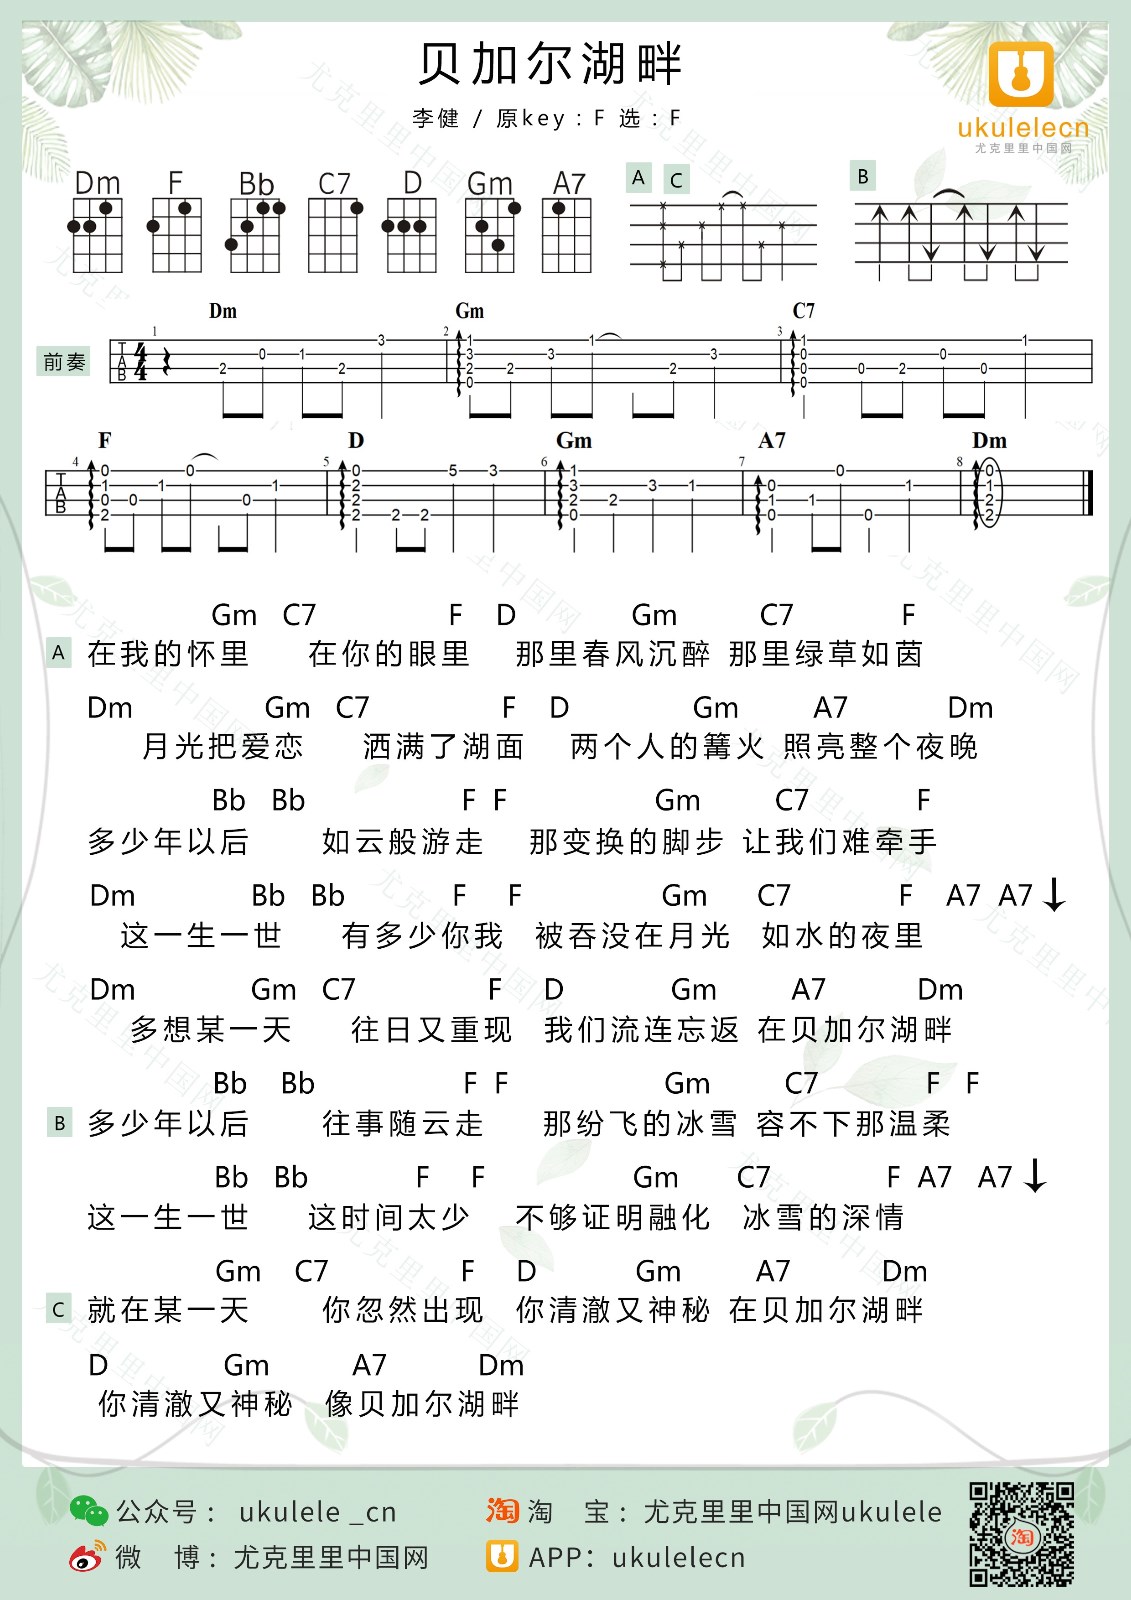 贝加尔湖畔
李健 / 原key：F 选：F
ukulelecn
尤克里里中国网
Dm F Bb C7 D Gm A7
A C B
Dm Gm C7
前奏
F D Gm A7 Dm
Gm C7 F D Gm C7 F
A 在我的怀里 在你的眼里 那里春风沉醉 那里绿草如茵
Dm Gm C7 F D Gm A7 Dm
月光把爱恋 洒满了湖面 两个人的篝火 照亮整个夜晚
Bb Bb F F Gm C7 F
多少年以后 如云般游走 那变换的脚步 让我们难牵手
Dm Bb Bb F F Gm C7 F A7 A7 ↓
这一生一世 有多少你我 被吞没在月光 如水的夜里
Dm Gm C7 F D Gm A7 Dm
多想某一天 往日又重现 我们流连忘返 在贝加尔湖畔
Bb Bb F F Gm C7 F F
B 多少年以后 往事随云走 那纷飞的冰雪 容不下那温柔
Bb Bb F F Gm C7 F A7 A7 ↓
这一生一世 这时间太少 不够证明融化 冰雪的深情
Gm C7 F D Gm A7 Dm
C 就在某一天 你忽然出现 你清澈又神秘 在贝加尔湖畔
D Gm A7 Dm
你清澈又神秘 像贝加尔湖畔
公众号： ukulele _cn 淘 淘 宝：尤克里里中国网ukulele
微 博：尤克里里中国网 APP：ukulelecn
淘